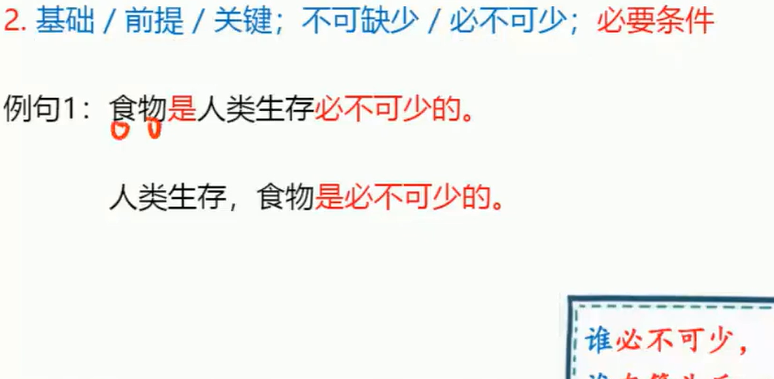 2. 基础 / 前提 / 关键；不可缺少 / 必不可少；必要条件
例句1：食物是人类生存必不可少的。
人类生存，食物是必不可少的。
谁必不可少，